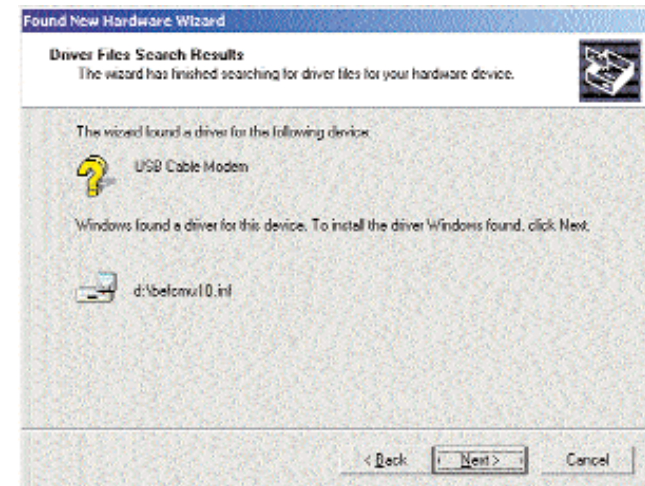 Found New Hardware Wizard
Driver Files Search Results
The wizard has finished searching for driver files for your hardware device.
The wizard found a driver for the following device:
USB Cable Modem
Windows found a driver for this device. To install the driver Windows found, click Next.
d:\befcmu10.inf
< Back
Next >
Cancel